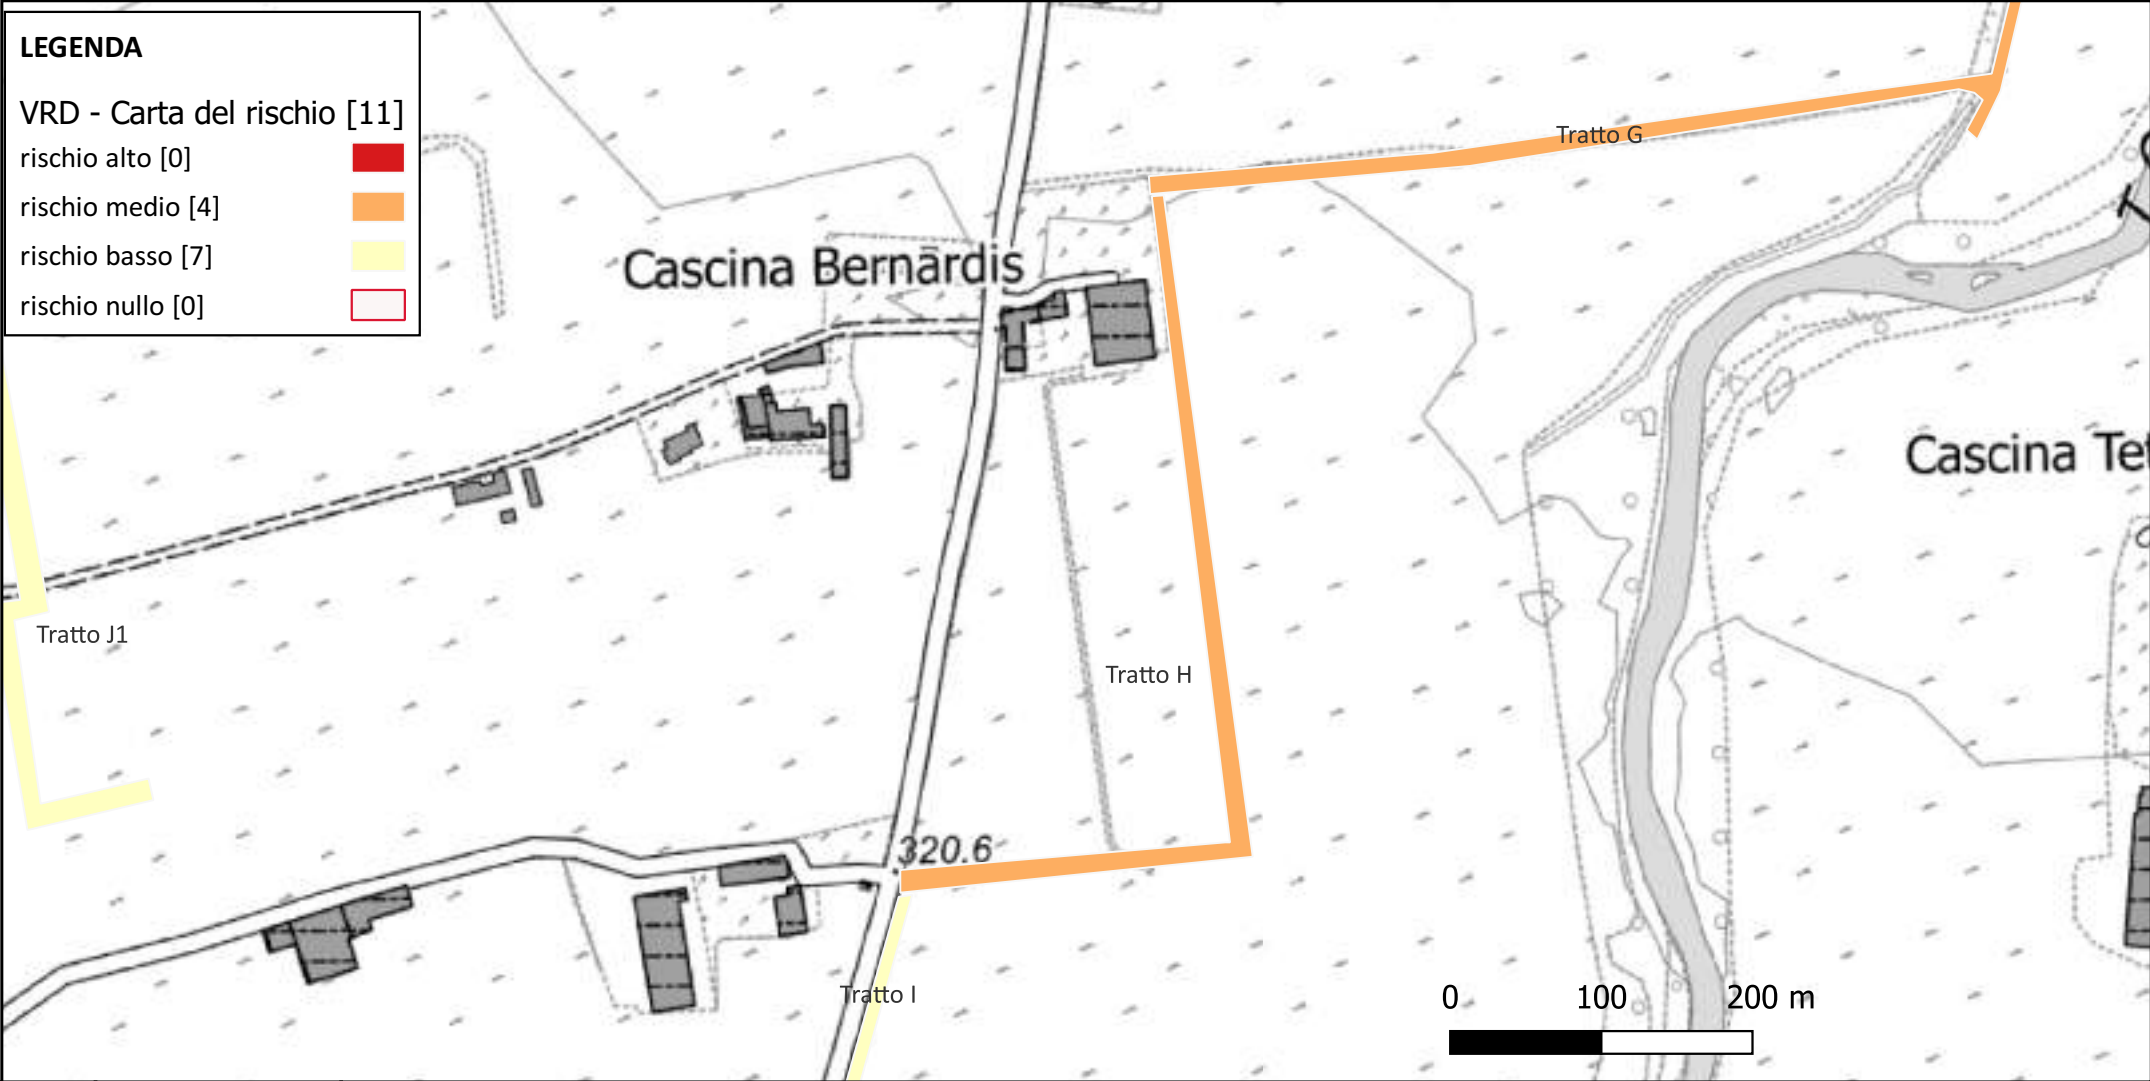 LEGENDA
VRD - Carta del rischio [11]
rischio alto [0]
rischio medio [4]
rischio basso [7]
rischio nullo [0]
Tratto G
Cascina Bernārdis
Cascina Te
Tratto J1
Tratto H
320.6
Tratto I
0 100 200 m